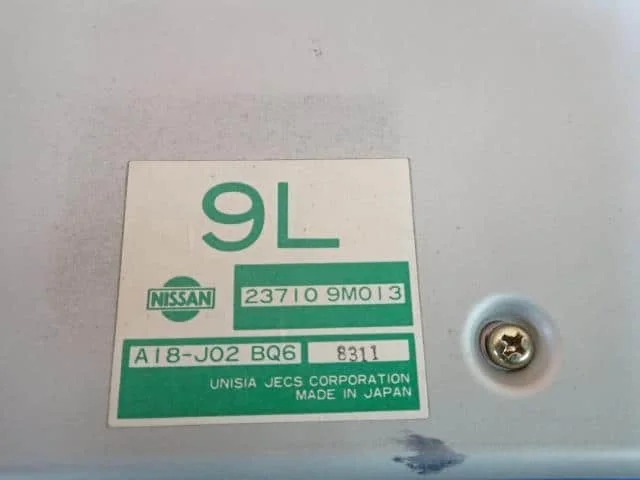 9L
NISSAN
23710 9M013
A18-J02 BQ6
8311
UNISIA JECS CORPORATION
MADE IN JAPAN